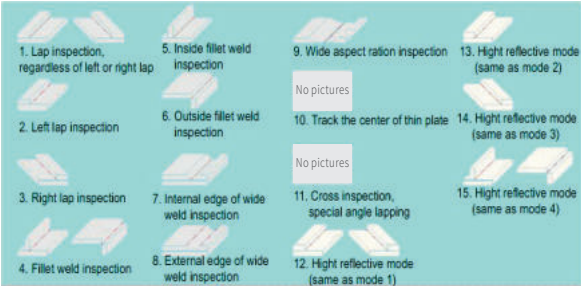 1. Lap inspection,
regardless of left or right lap
2. Left lap inspection
3. Right lap inspection
4. Fillet weld inspection
5. Inside fillet weld
inspection
6. Outside fillet weld
inspection
7. Internal edge of wide
weld inspection
8. External edge of wide
weld inspection
9. Wide aspect ration inspection
No pictures
10. Track the center of thin plate
No pictures
11. Cross inspection,
special angle lapping
12. Hight reflective mode
(same as mode 1)
13. Hight reflective mode
(same as mode 2)
14. Hight reflective mode
(same as mode 3)
15. Hight reflective mode
(same as mode 4)